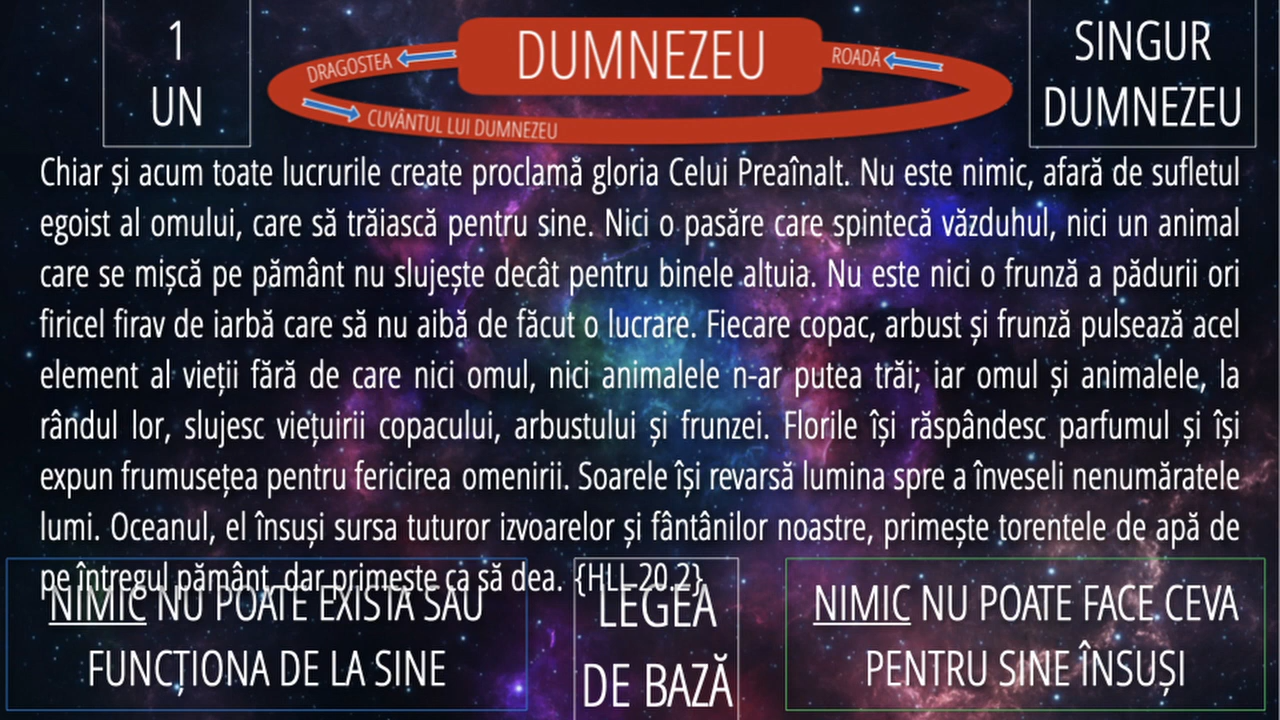 1
UN
DUMNEZEU
DRAGOSTEA
ROADĂ
CUVÂNTUL LUI DUMNEZEU
SINGUR
DUMNEZEU
Chiar și acum toate lucrurile create proclamă gloria Celui Preaînalt. Nu este nimic, afară de sufletul
egoist al omului, care să trăiască pentru sine. Nici o pasăre care spintecă văzduhul, nici un animal
care se mișcă pe pământ nu slujește decât pentru binele altuia. Nu este nici o frunză a pădurii ori
firicel firav de iarbă care să nu aibă de făcut o lucrare. Fiecare copac, arbust și frunză pulsează acel
element al vieții fără de care nici omul, nici animalele n-ar putea trăi; iar omul și animalele, la
rândul lor, slujesc viețuirii copacului, arbustului și frunzei. Florile își răspândesc parfumul și își
expun frumusețea pentru fericirea omenirii. Soarele își revarsă lumina spre a înveseli nenumăratele
lumi. Oceanul, el însuși sursa tuturor izvoarelor și fântânilor noastre, primește torentele de apă de
pe întregul pământ, dar primește ca să dea. {HLL 20.2}
NIMIC NU POATE EXISTA SAU
FUNCȚIONA DE LA SINE
LEGEA
DE BAZĂ
NIMIC NU POATE FACE CEVA
PENTRU SINE ÎNSUȘI